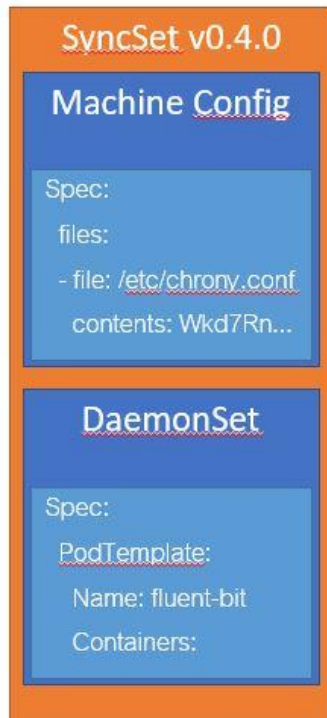 SyncSet v0.4.0
Machine Config
Spec:
files:
- file: /etc/chrony.conf
contents: Wkd7Rn...
DaemonSet
Spec:
PodTemplate:
Name: fluent-bit
Containers: